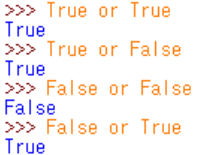 >>> True or True
True
>>> True or False
True
>>> False or False
False
>>> False or True
True